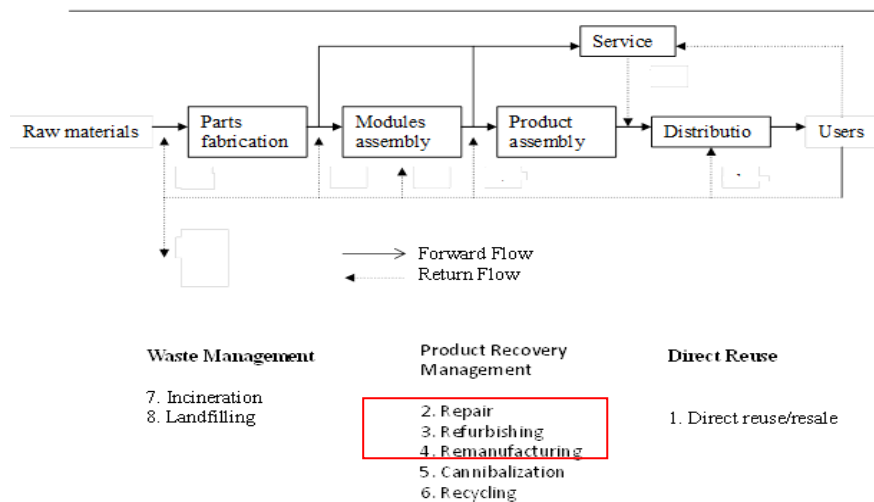 Service
Raw materials
Parts
fabrication
Modules
assembly
Product
assembly
Distributio
Users
Forward Flow
Return Flow
Waste Management
7. Incineration
8. Landfilling
Product Recovery
Management
2. Repair
3. Refurbishing
4. Remanufacturing
5. Cannibalization
6. Recycling
Direct Reuse
1. Direct reuse/resale